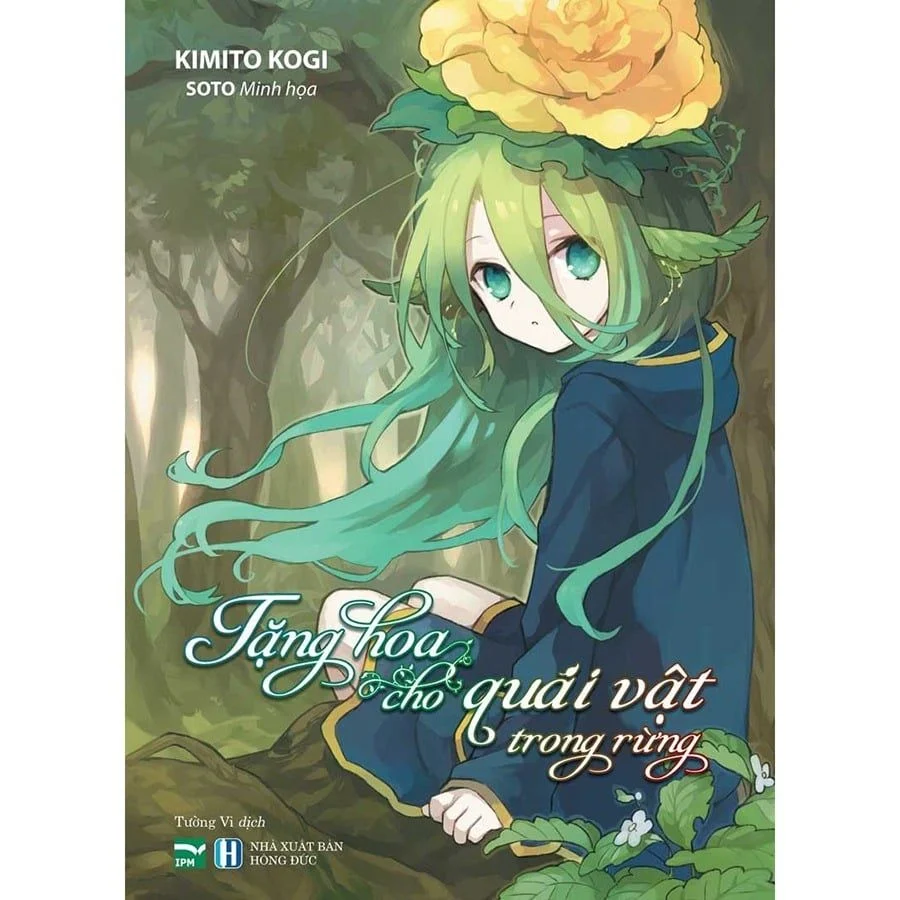 KIMITO KOGI
SOTO Minh họa
Tặng hoa
cho quái vật
trong rừng
Tường Vi dịch
IPM
H
NHÀ XUẤT BẢN
HỒNG ĐỨC